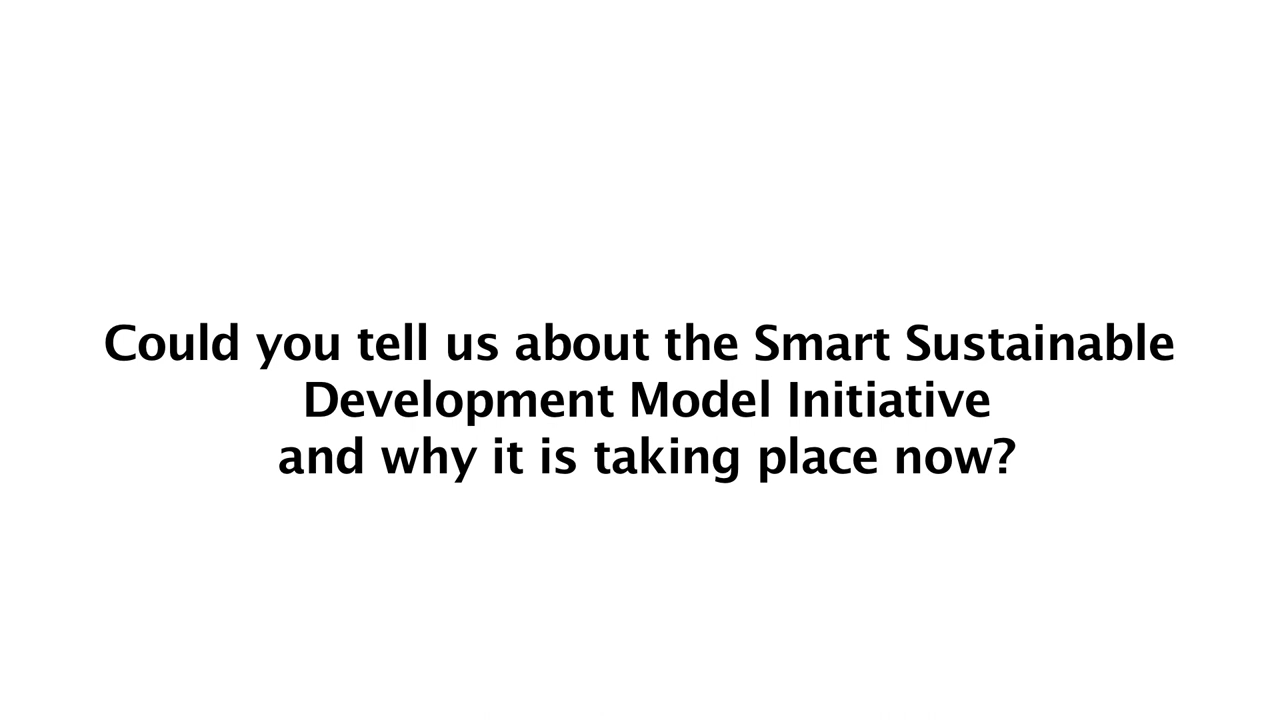 Could you tell us about the Smart Sustainable
Development Model Initiative
and why it is taking place now?